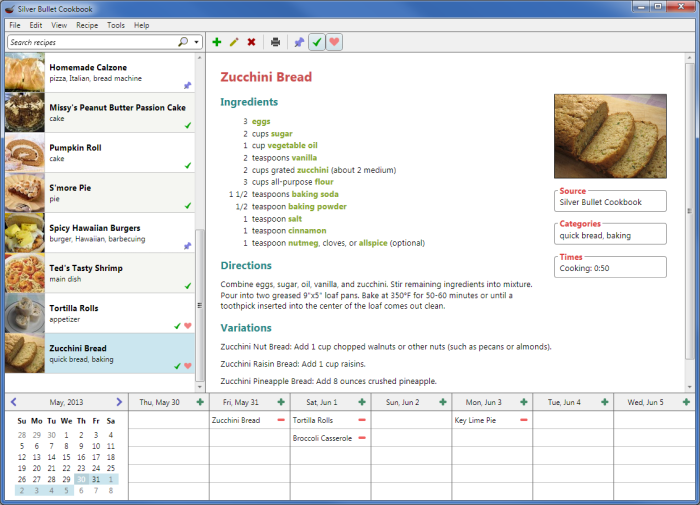 Silver Bullet Cookbook
File Edit View Recipe Tools Help
Search recipes
Homemade Calzone
pizza, Italian, bread machine
Missy's Peanut Butter Passion Cake
cake
Pumpkin Roll
cake
S'more Pie
pie
Spicy Hawaiian Burgers
burger, Hawaiian, barbecuing
Ted's Tasty Shrimp
main dish
Tortilla Rolls
appetizer
Zucchini Bread
quick bread, baking
Zucchini Bread
Ingredients
3 eggs
2 cups sugar
1 cup vegetable oil
2 teaspoons vanilla
2 cups grated zucchini (about 2 medium)
3 cups all-purpose flour
1 1/2 teaspoons baking soda
1/2 teaspoon baking powder
1 teaspoon salt
1 teaspoon cinnamon
1 teaspoon nutmeg, cloves, or allspice (optional)
Source
Silver Bullet Cookbook
Categories
quick bread, baking
Times
Cooking: 0:50
Directions
Combine eggs, sugar, oil, vanilla, and zucchini. Stir remaining ingredients into mixture.
Pour into two greased 9"x5" loaf pans. Bake at 350°F for 50-60 minutes or until a
toothpick inserted into the center of the loaf comes out clean.
Variations
Zucchini Nut Bread: Add 1 cup chopped walnuts or other nuts (such as pecans or almonds).
Zucchini Raisin Bread: Add 1 cup raisins.
Zucchini Pineapple Bread: Add 8 ounces crushed pineapple.
May, 2013
Su Mo Tu We Th Fr Sa
28 29 30 1 2 3 4
5 6 7 8 9 10 11
12 13 14 15 16 17 18
19 20 21 22 23 24 25
26 27 28 29 30 31 1
2 3 4 5 6 7 8
Thu, May 30 Fri, May 31 Sat, Jun 1 Sun, Jun 2 Mon, Jun 3 Tue, Jun 4 Wed, Jun 5
Zucchini Bread Tortilla Rolls Key Lime Pie
Broccoli Casserole